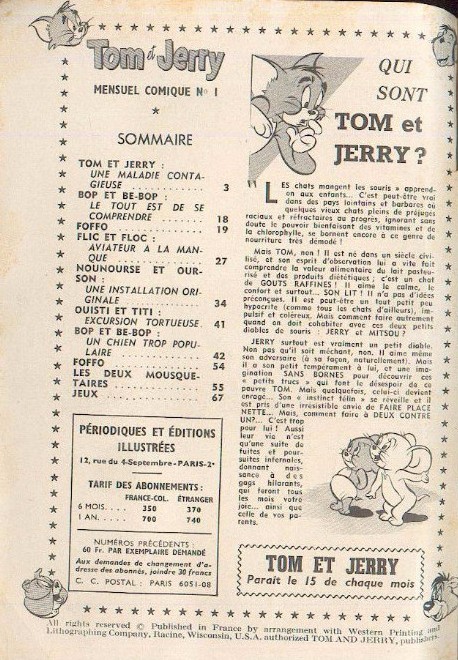 Tom et Jerry
MENSUEL COMIQUE No 1
SOMMAIRE
TOM ET JERRY :
UNE MALADIE CONTA-
GIEUSE .......... 3
BOP ET BE-BOP :
LE TOUT EST DE SE
COMPRENDRE .......... 18
FOFFO .......... 19
FLIC ET FLOC :
AVIATEUR A LA MAN-
QUE .......... 27
NOUNOURSE ET OUR-
SON :
UNE INSTALLATION ORI-
GINALE .......... 34
OUISTI ET TITI :
EXCURSION TORTUEUSE. 41
BOP ET BE-BOP :
UN CHIEN TROP POPU-
LAIRE .......... 42
FOFFO .......... 54
LES DEUX MOUSQUE-
TAIRES .......... 55
JEUX .......... 67
PÉRIODIQUES ET ÉDITIONS
ILLUSTRÉES
12, rue du 4-Septembre-PARIS-2e
TARIF DES ABONNEMENTS :
FRANCE-COL. ÉTRANGER
6 MOIS.... 350 370
1 AN..... 700 740
NUMÉROS PRÉCÉDENTS :
60 Fr. PAR EXEMPLAIRE DEMANDÉ
Aux demandes de changement d'a-
dresse des abonnés, joindre 30 francs
C. C. POSTAL : PARIS 6051-08
QUI
SONT
TOM et
JERRY ?
"LES chats mangent les souris » apprend-
on aux enfants... C'est peut-être vrai
dans des pays lointains et barbares où
quelques vieux chats pleins de préjugés
raciaux et réfractaires au progrès, ignorant sans
doute le pouvoir bienfaisant des vitamines et de
la chlorophylle, se bornent encore à ce genre de
nourriture très démodé !
Mais TOM, non ! Il est né dans un siècle civi-
lisé, et son esprit d'observation lui a vite fait
comprendre la valeur alimentaire du lait pasteu-
risé et des produits diététiques ; c'est un chat
de GOUTS RAFFINES ! Il aime le calme, le
confort et surtout... SON LIT ! Il n'a pas d'idées
préconçues. Il est peut-être un tout petit peu
hypocrite (comme tous les chats d'ailleurs), im-
pulsif et coléreux. Mais comment faire autrement
quand on doit cohabiter avec ces deux petits
diables de souris : JERRY et MITSOU ?
JERRY surtout est vraiment un petit diable.
Non pas qu'il soit méchant, non. Il aime même
son adversaire (à sa façon, naturellement). Mais
il a son petit tempérament à lui, et une ima-
gination SANS BORNES pour découvrir ces
« petits trucs » qui font le désespoir de ce
pauvre TOM. Mais quelquefois, celui-ci devient
enragé... Son « instinct félin » se réveille et il
est pris d'une irrésistible envie de FAIRE PLACE
NETTE... Mais, comment faire à DEUX CONTRE
UN?... C'est trop
pour lui ! Aussi
leur vie n'est
qu'une suite de
fuites et pour-
suites infernales,
donnant nais-
sance à des
gags hilarants,
qui feront tous
les mois votre
joie... ainsi que
celle de vos pa-
rents.
TOM ET JERRY
Paraît le 15 de chaque mois
All rights reserved © Published in France by arrangement with Western Printing and
Lithographing Company, Racine, Wisconsin, U.S.A. authorized TOM AND JERRY, publishers.